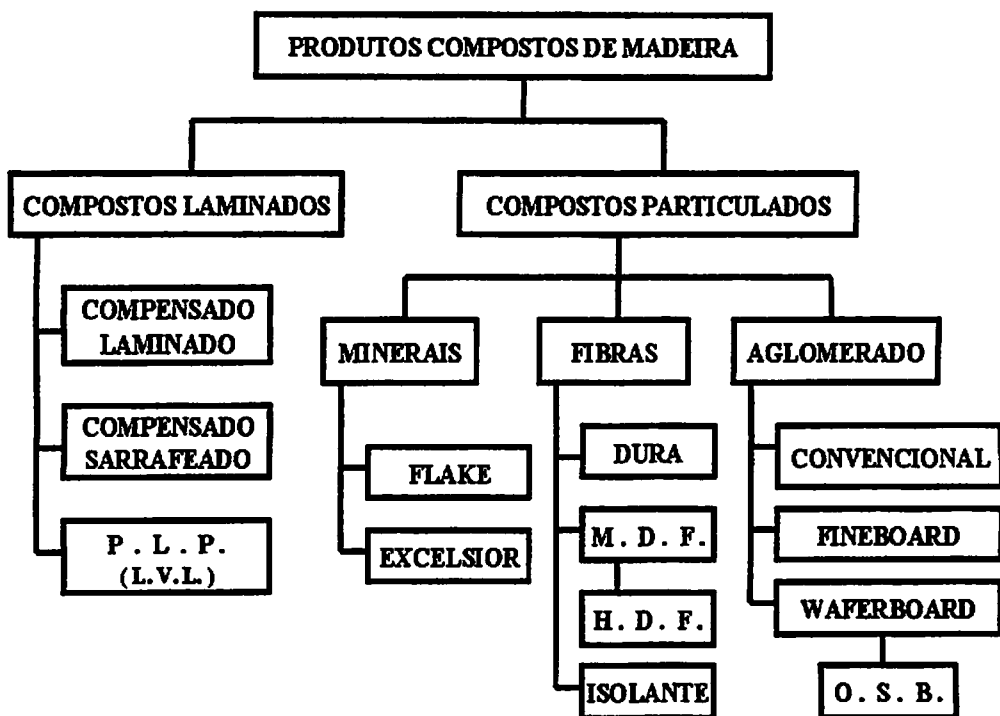 PRODUTOS COMPOSTOS DE MADEIRA
COMPOSTOS LAMINADOS
COMPOSTOS PARTICULADOS
COMPENSADO
LAMINADO
COMPENSADO
SARRAFEADO
P . L . P.
(L.V.L.)
MINERAIS
FLAKE
EXCELSIOR
FIBRAS
DURA
M . D . F.
H . D . F.
ISOLANTE
AGLOMERADO
CONVENCIONAL
FINEBOARD
WAFERBOARD
O . S . B.